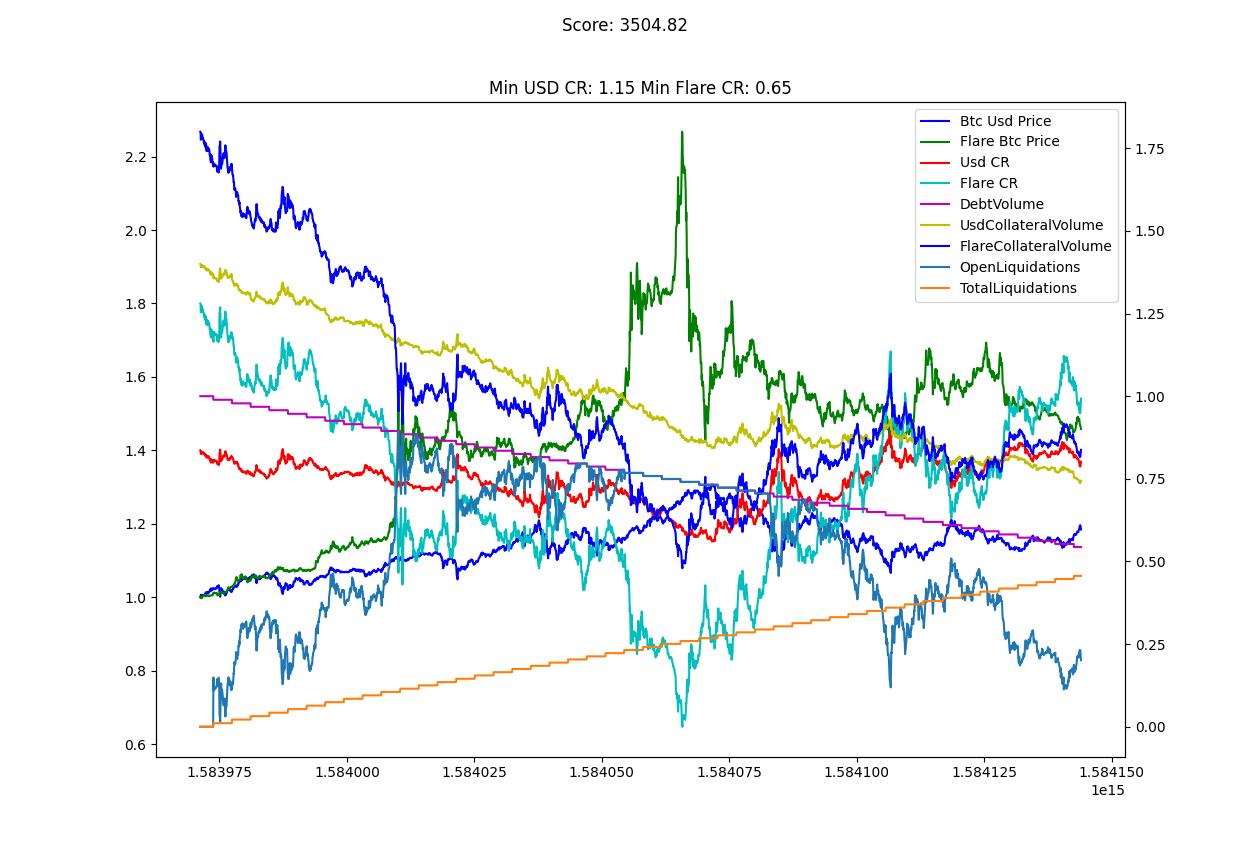 Score: 3504.82
Min USD CR: 1.15 Min Flare CR: 0.65
Btc Usd Price
Flare Btc Price
Usd CR
Flare CR
DebtVolume
UsdCollateralVolume
FlareCollateralVolume
OpenLiquidations
TotalLiquidations
2.2
2.0
1.8
1.6
1.4
1.2
1.0
0.8
0.6
1.75
1.50
1.25
1.00
0.75
0.50
0.25
0.00
1.583975
1.584000
1.584025
1.584050
1.584075
1.584100
1.584125
1.584150
1e15